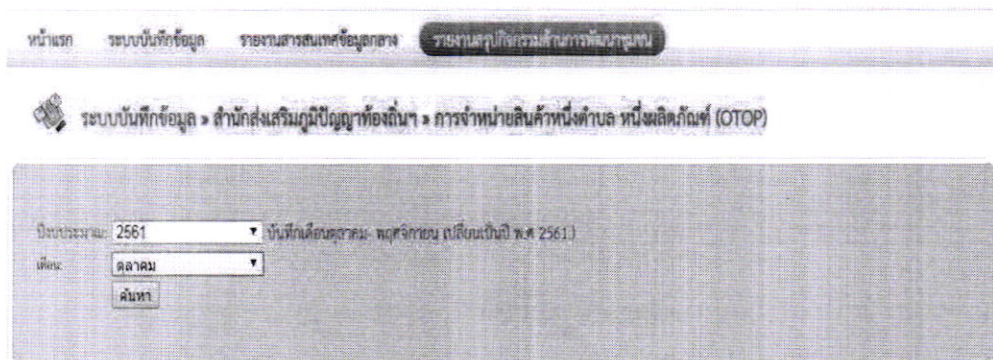 หน้าแรก ระบบบันทึกข้อมูล รายงานสารสนเทศข้อมูลกลาง รายงานสรุปกิจกรรมด้านการพัฒนาชุมชน
ระบบบันทึกข้อมูล » สำนักส่งเสริมภูมิปัญญาท้องถิ่นฯ » การจำหน่ายสินค้าหนึ่งตำบล หนึ่งผลิตภัณฑ์ (OTOP)
ปีงบประมาณ: 2561 บันทึกเดือนตุลาคม- พฤศจิกายน เปลี่ยนเป็นปี พ.ศ 2561.)
เดือน: ตุลาคม
ค้นหา